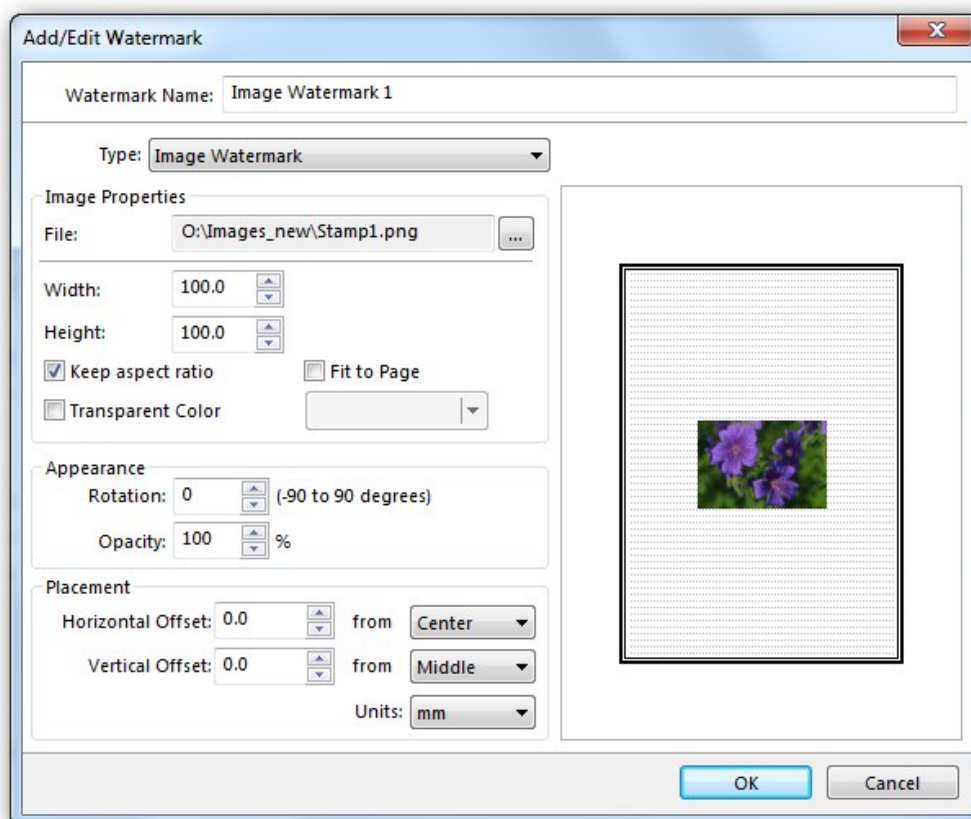 Add/Edit Watermark
Watermark Name: Image Watermark 1
Type: Image Watermark
Image Properties
File: O:\Images_new\Stamp1.png ...
Width: 100.0
Height: 100.0
Keep aspect ratio Fit to Page
Transparent Color
Appearance
Rotation: 0 (-90 to 90 degrees)
Opacity: 100 %
Placement
Horizontal Offset: 0.0 from Center
Vertical Offset: 0.0 from Middle
Units: mm
OK Cancel